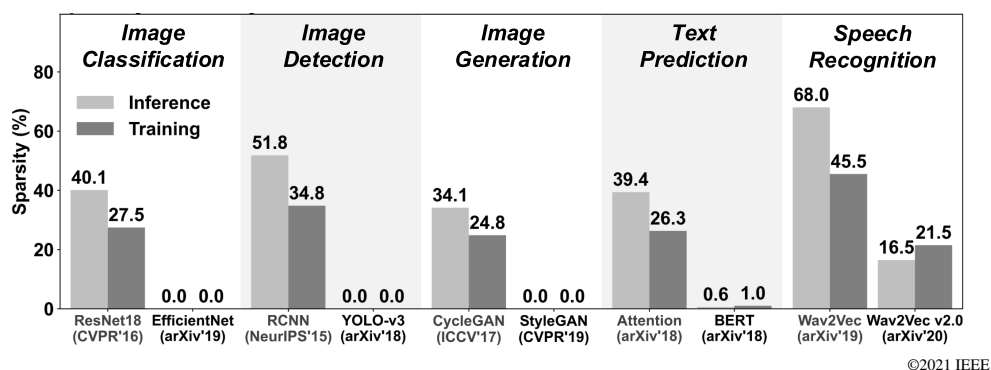 Image Classification
Image Detection
Image Generation
Text Prediction
Speech Recognition
Sparsity (%)
80
60
40
20
0
Inference
Training
40.1
27.5
0.0 0.0
51.8
34.8
0.0 0.0
34.1
24.8
0.0 0.0
39.4
26.3
0.6 1.0
68.0
45.5
16.5
21.5
ResNet18
(CVPR'16)
EfficientNet
(arXiv'19)
RCNN
(NeurIPS'15)
YOLO-v3
(arXiv'18)
CycleGAN
(ICCV'17)
StyleGAN
(CVPR'19)
Attention
(arXiv'18)
BERT
(arXiv'18)
Wav2Vec
(arXiv'19)
Wav2Vec v2.0
(arXiv'20)
©2021 IEEE